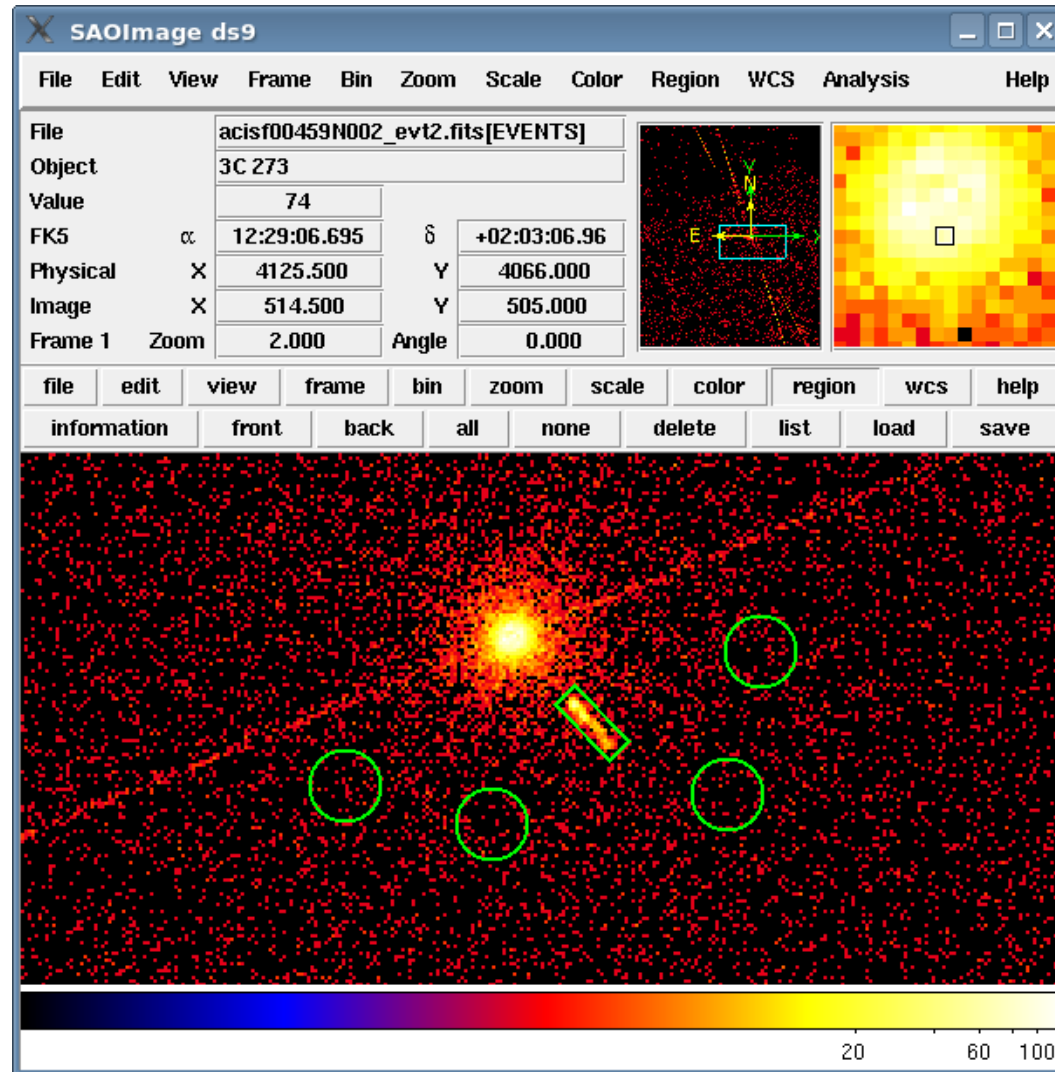 SAOImage ds9
File Edit View Frame Bin Zoom Scale Color Region WCS Analysis Help
File acisf00459N002_evt2.fits[EVENTS]
Object 3C 273
Value 74
FK5 α 12:29:06.695 δ +02:03:06.96
Physical X 4125.500 Y 4066.000
Image X 514.500 Y 505.000
Frame 1 Zoom 2.000 Angle 0.000
Y
N
E X
file edit view frame bin zoom scale color region wcs help
information front back all none delete list load save
20 60 100